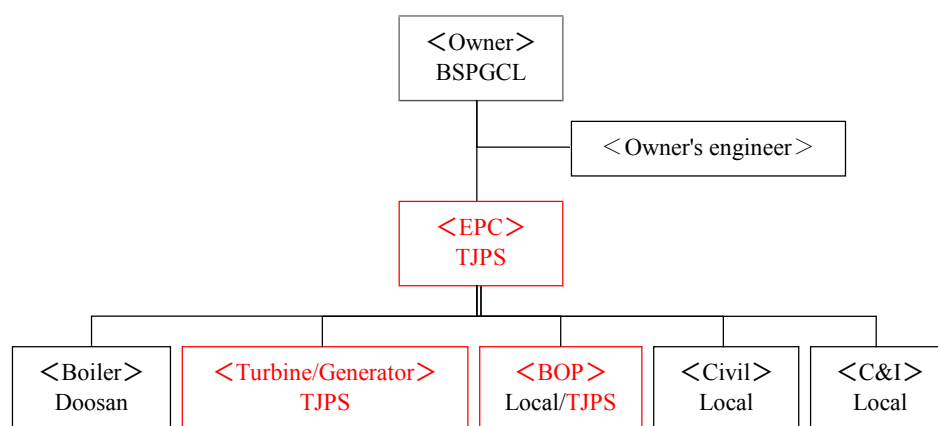 ＜Owner＞
BSPGCL
＜Owner's engineer＞
＜EPC＞
TJPS
＜Boiler＞
Doosan
＜Turbine/Generator＞
TJPS
＜BOP＞
Local/TJPS
＜Civil＞
Local
＜C&I＞
Local